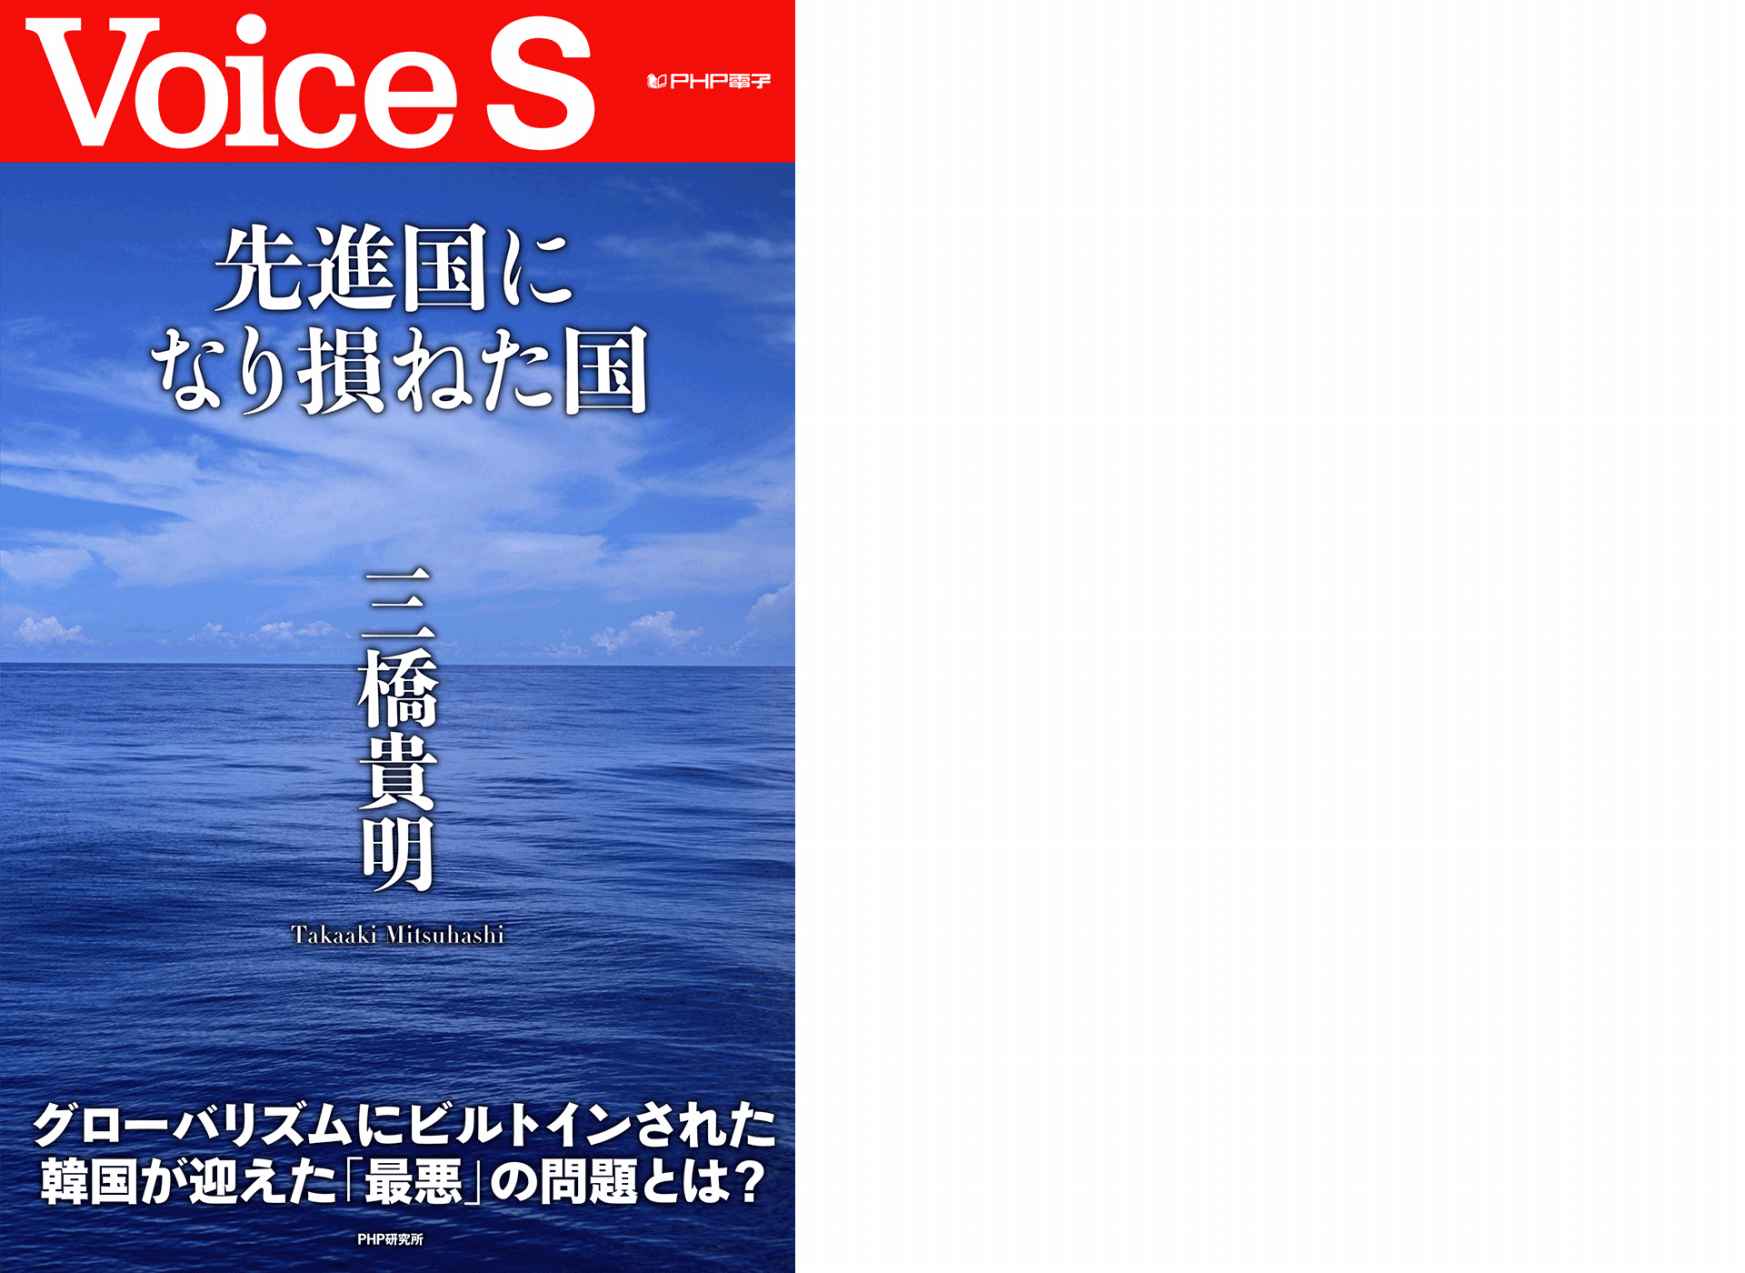 Voice S
PHP電子
先進国に
なり損ねた国
三橋貴明
Takaaki Mitsuhashi
グローバリズムにビルトインされた
韓国が迎えた「最悪」の問題とは？
PHP研究所